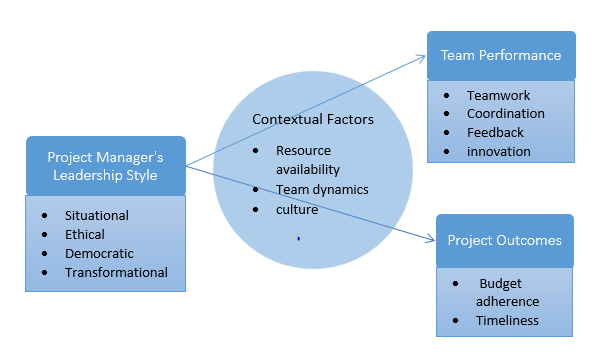 Project Manager's
Leadership Style
• Situational
• Ethical
• Democratic
• Transformational
Contextual Factors
• Resource
availability
• Team dynamics
• culture
Team Performance
• Teamwork
• Coordination
• Feedback
• innovation
Project Outcomes
• Budget
adherence
• Timeliness